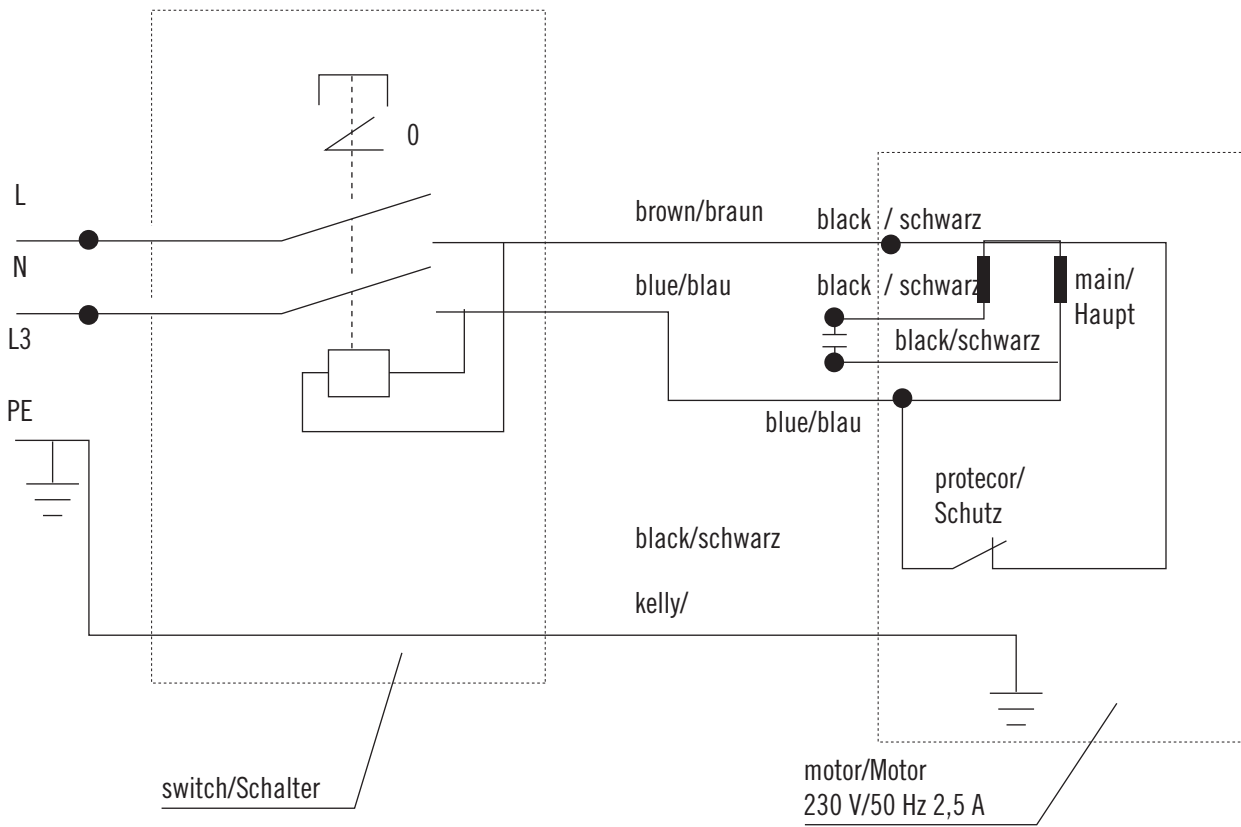 0
L
brown/braun
black / schwarz
N
blue/blau
black / schwarz
main/
Haupt
L3
black/schwarz
PE
blue/blau
protecor/
Schutz
black/schwarz
kelly/
switch/Schalter
motor/Motor
230 V/50 Hz 2,5 A